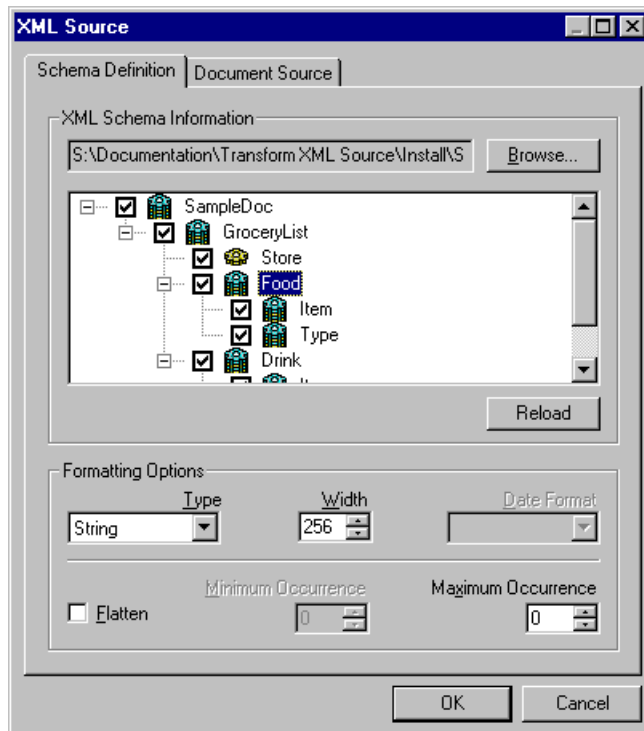 XML Source
Schema Definition
Document Source
XML Schema Information
S:\Documentation\Transform XML Source\Install\S
Browse...
SampleDoc
GroceryList
Store
Food
Item
Type
Drink
Reload
Formatting Options
Type
Width
Date Format
String
256
Minimum Occurrence
Maximum Occurrence
Flatten
0
0
OK
Cancel